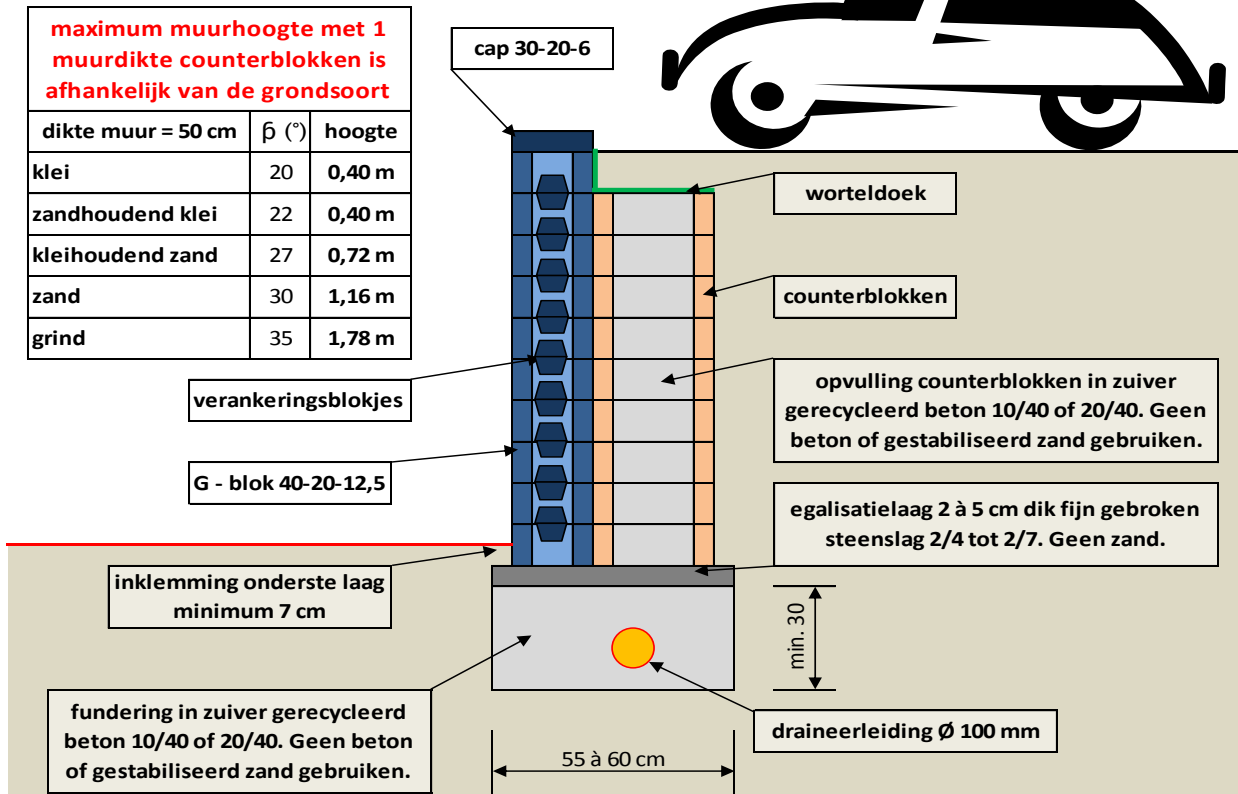 maximum muurhoogte met 1
muurdikte counterblokken is
afhankelijk van de grondsoort
dikte muur = 50 cm β (°) hoogte
klei 20 0,40 m
zandhoudend klei 22 0,40 m
kleihoudend zand 27 0,72 m
zand 30 1,16 m
grind 35 1,78 m
cap 30-20-6
worteldoek
counterblokken
verankeringsblokjes
opvulling counterblokken in zuiver
gerecycleerd beton 10/40 of 20/40. Geen
beton of gestabiliseerd zand gebruiken.
G - blok 40-20-12,5
egalisatielaag 2 à 5 cm dik fijn gebroken
steenslag 2/4 tot 2/7. Geen zand.
inklemming onderste laag
minimum 7 cm
min. 30
fundering in zuiver gerecycleerd
beton 10/40 of 20/40. Geen beton
of gestabiliseerd zand gebruiken.
draineerleiding Ø 100 mm
55 à 60 cm